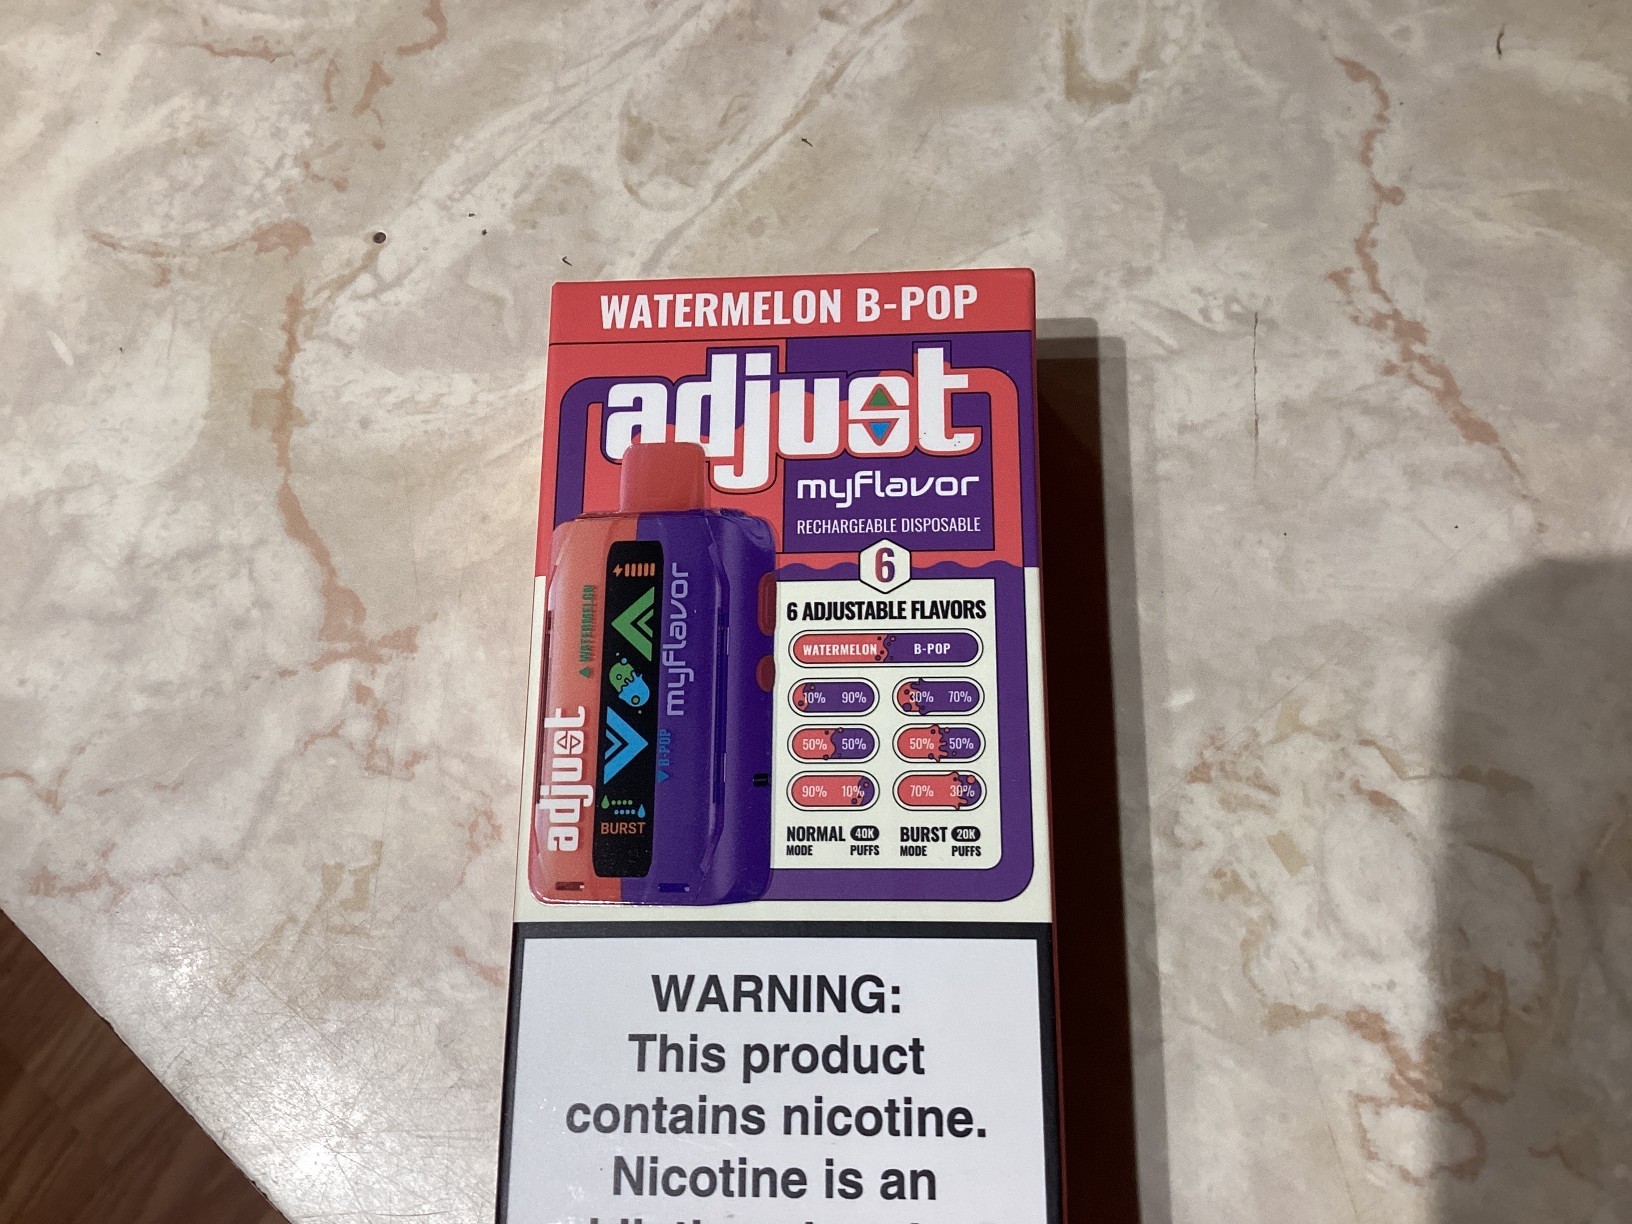 WATERMELON B-POP
adjust
myflavor
RECHARGEABLE DISPOSABLE
6
6 ADJUSTABLE FLAVORS
WATERMELON B-POP
10% 90% 30% 70%
50% 50% 50% 50%
90% 10% 70% 30%
NORMAL 40K BURST 20K
MODE PUFFS MODE PUFFS
WATERMELON
myflavor
adjust
B-POP
BURST
WARNING:
This product
contains nicotine.
Nicotine is an